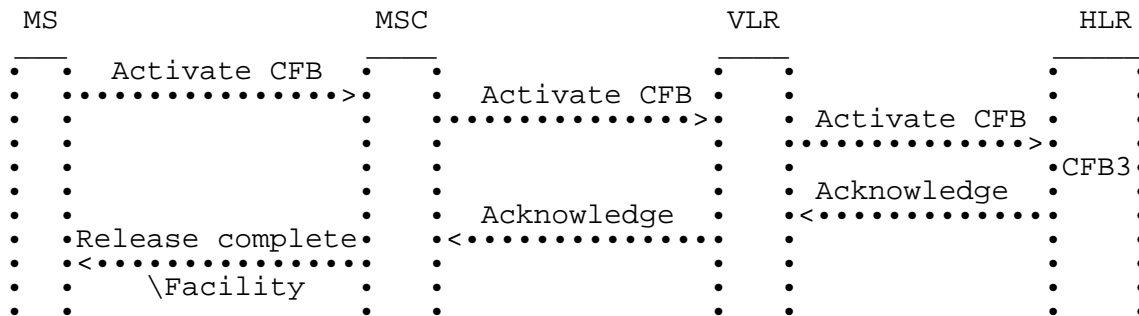 MS MSC VLR HLR
Activate CFB
Activate CFB
Activate CFB
CFB3
Acknowledge
Acknowledge
Release complete
\Facility